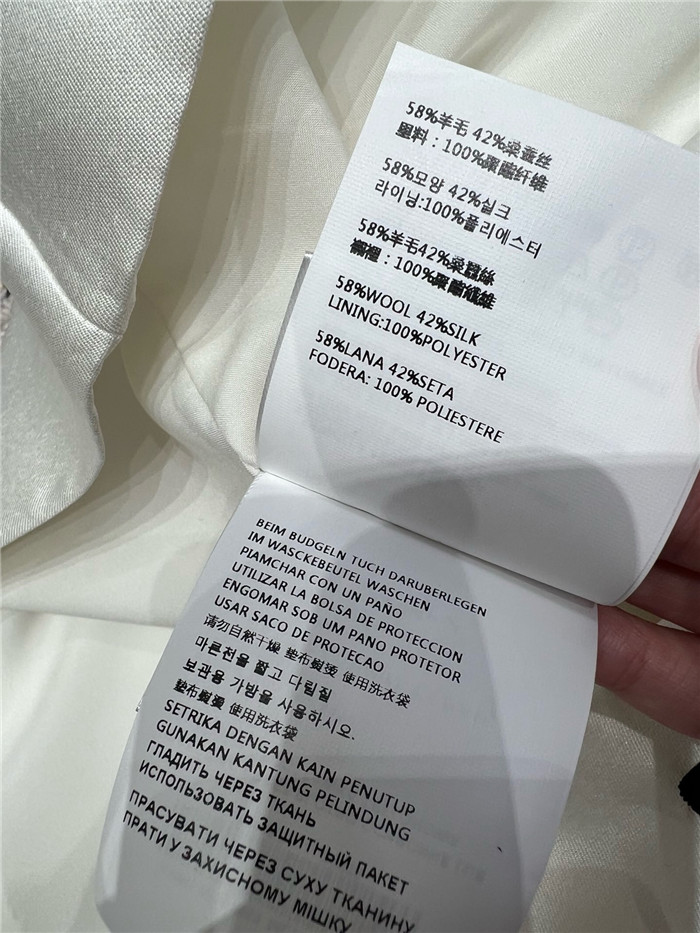 58%羊毛 42%桑蚕丝
里料：100%聚酯纤维
58%모양 42%실크
라이닝:100%폴리에스터
58%羊毛42%桑蠶絲
襯裡：100%聚酯纖維
58%WOOL 42%SILK
LINING:100%POLYESTER
58%LANA 42%SETA
FODERA: 100% POLIESTERE
BEIM BUDGELN TUCH DARUBERLEGEN
IM WASCKEBEUTEL WASCHEN
PIAMCHAR CON UN PAÑO
UTILIZAR LA BOLSA DE PROTECCION
ENGOMAR SOB UM PANO PROTETOR
USAR SACO DE PROTECAO
请勿自然干燥 垫布熨烫 使用洗衣袋
마른천을 깔고 다림질
보관용 가방을 사용하시오.
墊布熨燙 使用洗衣袋
SETRIKA DENGAN KAIN PENUTUP
GUNAKAN KANTUNG PELINDUNG
ГЛАДИТЬ ЧЕРЕЗ ТКАНЬ
ИСПОЛЬЗОВАТЬ ЗАЩИТНЫЙ ПАКЕТ
ПРАСУВАТИ ЧЕРЕЗ СУХУ ТКАНИНУ
ПРАТИ У ЗАХИСНОМУ МІШКУ